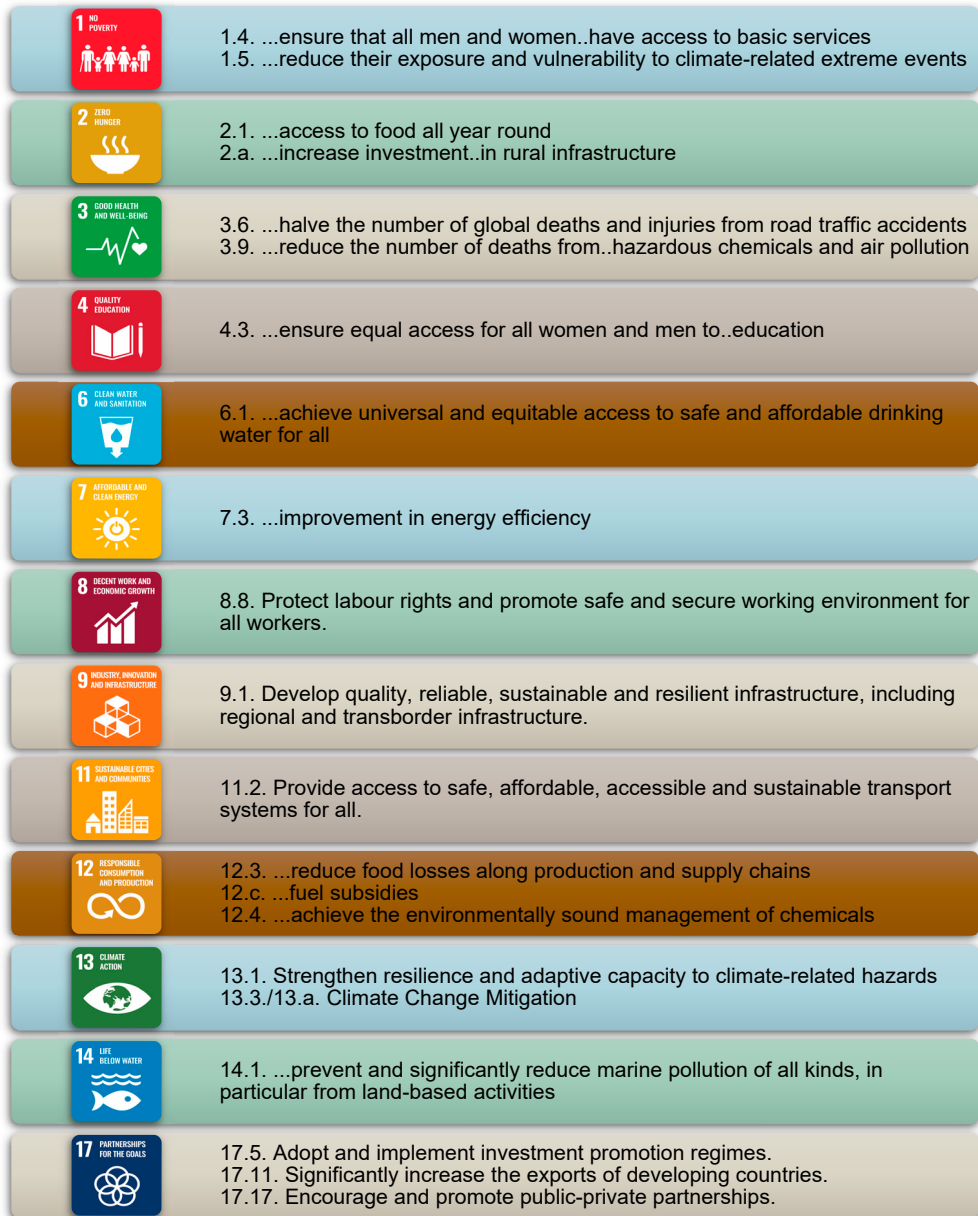 1 NO
POVERTY
1.4. ...ensure that all men and women..have access to basic services
1.5. ...reduce their exposure and vulnerability to climate-related extreme events
2 ZERO
HUNGER
2.1. ...access to food all year round
2.a. ...increase investment..in rural infrastructure
3 GOOD HEALTH
AND WELL-BEING
3.6. ...halve the number of global deaths and injuries from road traffic accidents
3.9. ...reduce the number of deaths from..hazardous chemicals and air pollution
4 QUALITY
EDUCATION
4.3. ...ensure equal access for all women and men to..education
6 CLEAN WATER
AND SANITATION
6.1. ...achieve universal and equitable access to safe and affordable drinking
water for all
7 AFFORDABLE AND
CLEAN ENERGY
7.3. ...improvement in energy efficiency
8 DECENT WORK AND
ECONOMIC GROWTH
8.8. Protect labour rights and promote safe and secure working environment for
all workers.
9 INDUSTRY, INNOVATION
AND INFRASTRUCTURE
9.1. Develop quality, reliable, sustainable and resilient infrastructure, including
regional and transborder infrastructure.
11 SUSTAINABLE CITIES
AND COMMUNITIES
11.2. Provide access to safe, affordable, accessible and sustainable transport
systems for all.
12 RESPONSIBLE
CONSUMPTION
AND PRODUCTION
12.3. ...reduce food losses along production and supply chains
12.c. ...fuel subsidies
12.4. ...achieve the environmentally sound management of chemicals
13 CLIMATE
ACTION
13.1. Strengthen resilience and adaptive capacity to climate-related hazards
13.3./13.a. Climate Change Mitigation
14 LIFE
BELOW WATER
14.1. ...prevent and significantly reduce marine pollution of all kinds, in
particular from land-based activities
17 PARTNERSHIPS
FOR THE GOALS
17.5. Adopt and implement investment promotion regimes.
17.11. Significantly increase the exports of developing countries.
17.17. Encourage and promote public-private partnerships.